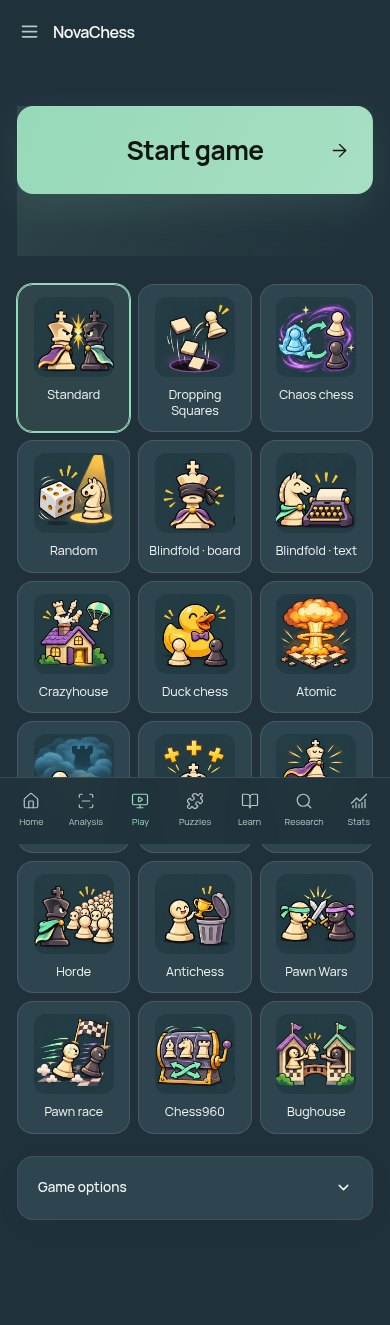 NovaChess
Start game
Standard
Dropping
Squares
Chaos chess
Random
Blindfold · board
Blindfold · text
Crazyhouse
Duck chess
Atomic
Home
Analysis
Play
Puzzles
Learn
Research
Stats
Horde
Antichess
Pawn Wars
Pawn race
Chess960
Bughouse
Game options